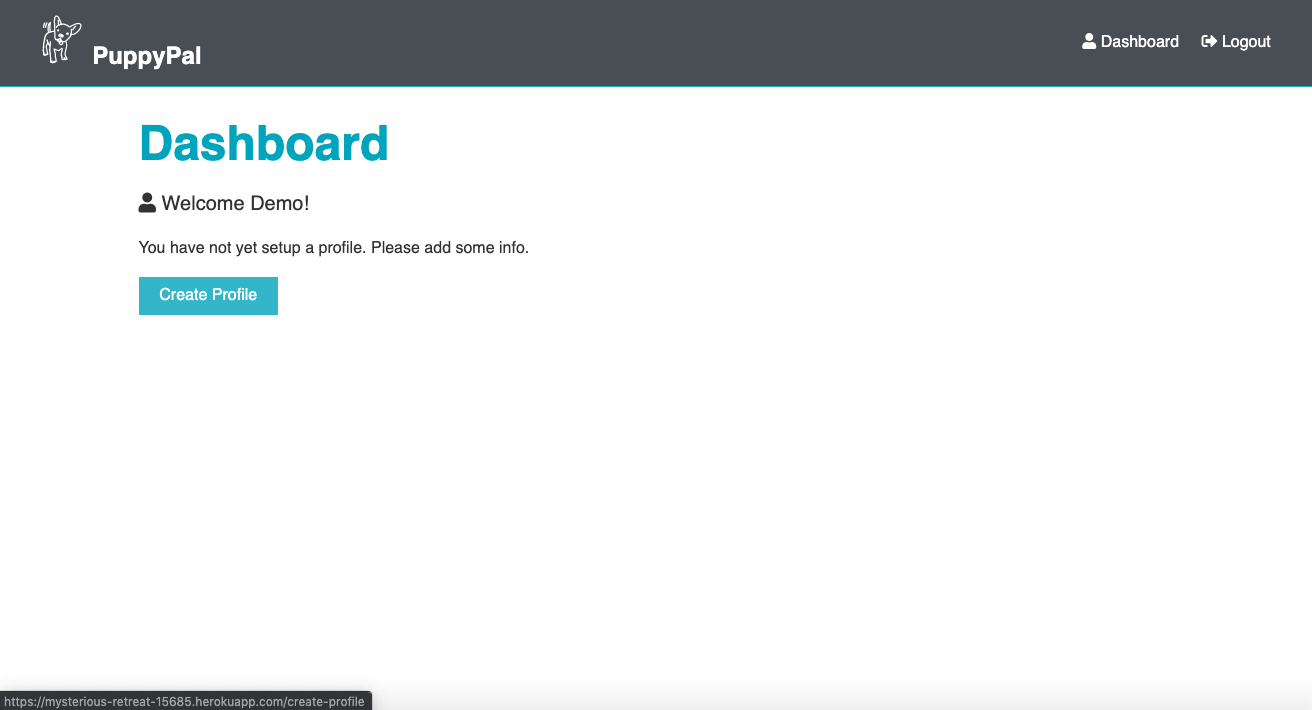 PuppyPal
Dashboard
Logout
Dashboard
Welcome Demo!
You have not yet setup a profile. Please add some info.
Create Profile
https://mysterious-retreat-15685.herokuapp.com/create-profile